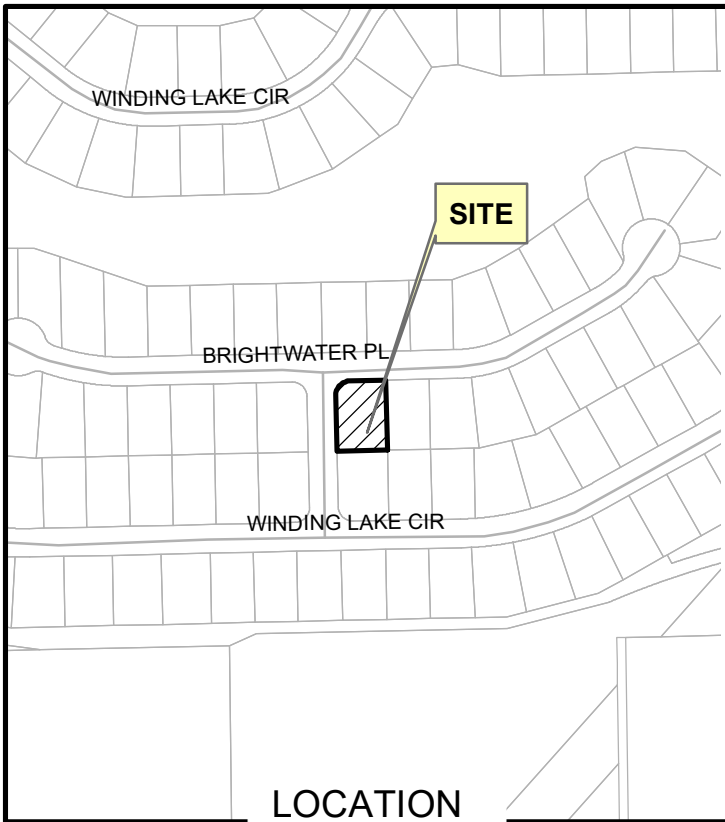 WINDING LAKE CIR
SITE
BRIGHTWATER PL
WINDING LAKE CIR
LOCATION